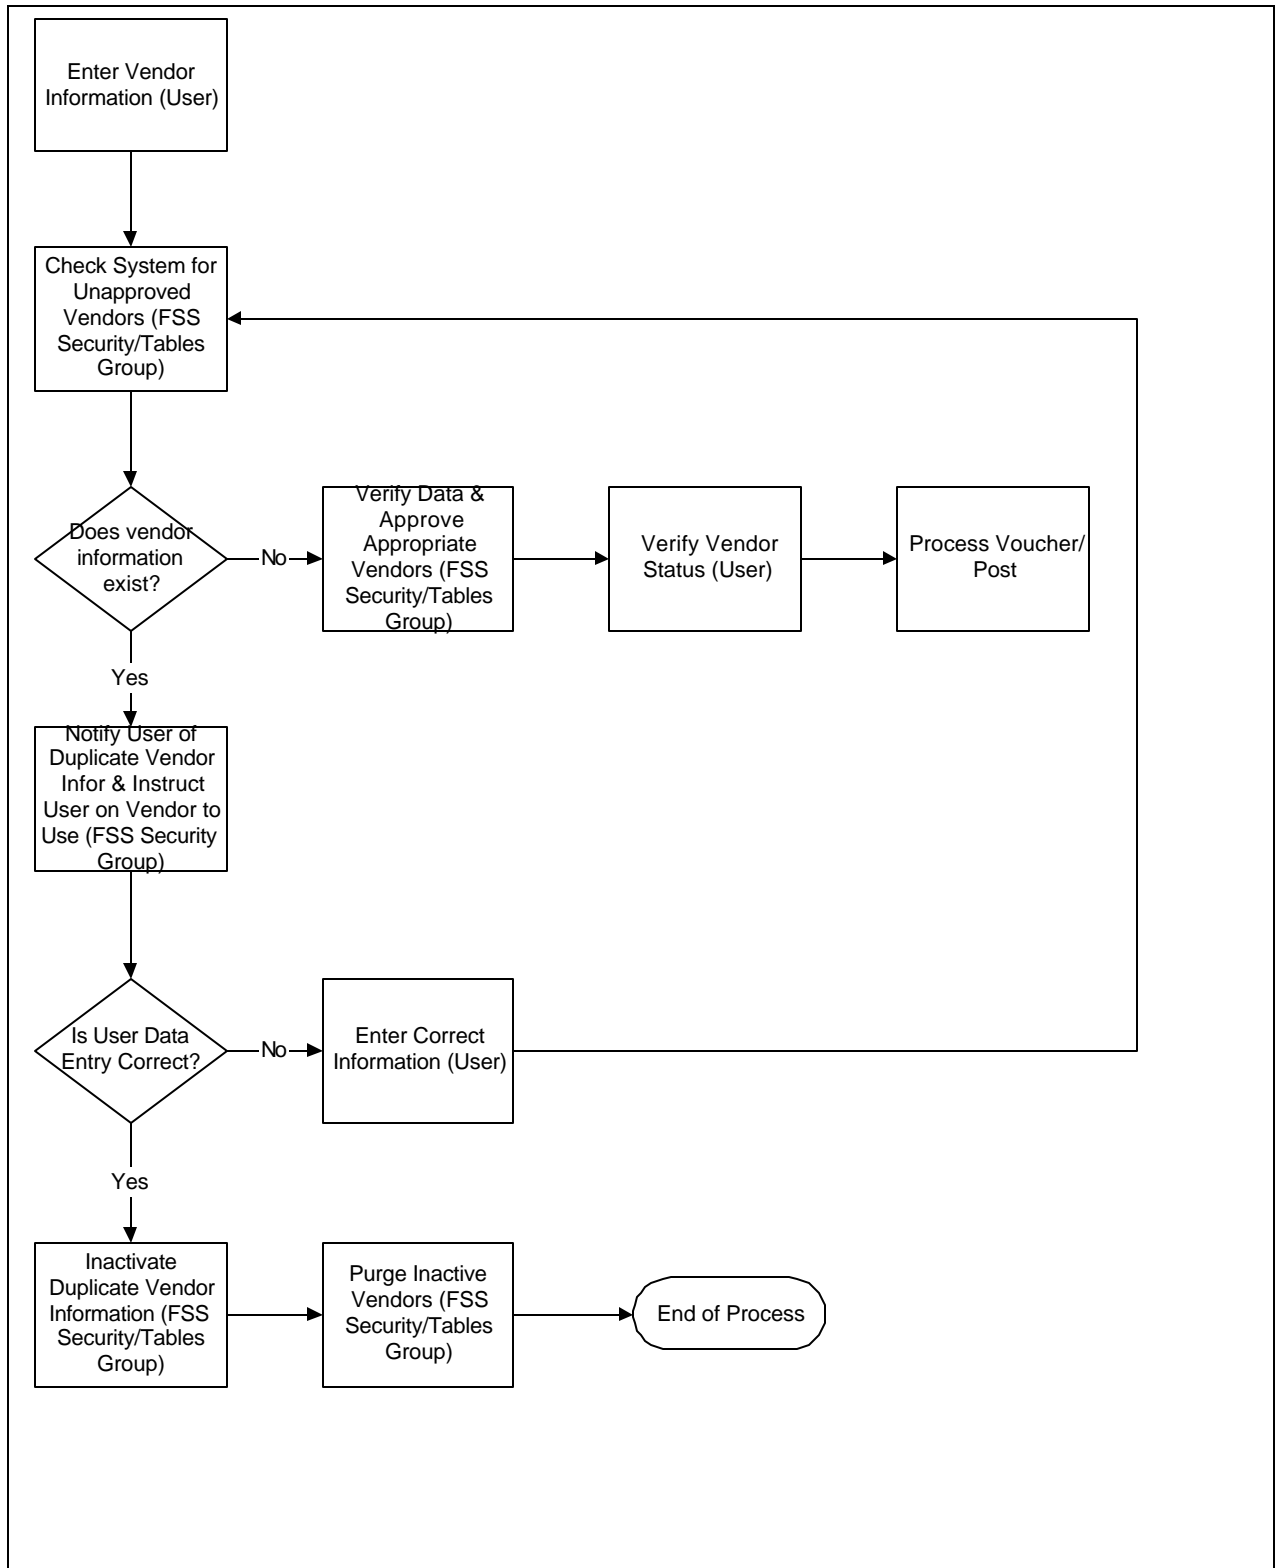 Enter Vendor
Information (User)
Check System for
Unapproved
Vendors (FSS
Security/Tables
Group)
Does vendor
information
exist?
No
Verify Data &
Approve
Appropriate
Vendors (FSS
Security/Tables
Group)
Verify Vendor
Status (User)
Process Voucher/
Post
Yes
Notify User of
Duplicate Vendor
Infor & Instruct
User on Vendor to
Use (FSS Security
Group)
Is User Data
Entry Correct?
No
Enter Correct
Information (User)
Yes
Inactivate
Duplicate Vendor
Information (FSS
Security/Tables
Group)
Purge Inactive
Vendors (FSS
Security/Tables
Group)
End of Process